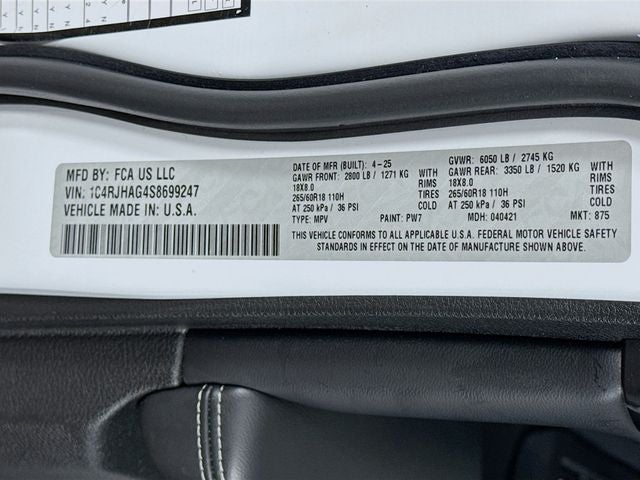 MFD BY: FCA US LLC
VIN: 1C4RJHAG4S8699247
VEHICLE MADE IN: U.S.A.
DATE OF MFR (BUILT): 4-25
GAWR FRONT: 2800 LB / 1271 KG WITH
18X8.0 RIMS
265/60R18 110H
AT 250 kPa / 36 PSI COLD
TYPE: MPV PAINT: PW7
GVWR: 6050 LB / 2745 KG
GAWR REAR: 3350 LB / 1520 KG WITH
18X8.0 RIMS
265/60R18 110H
AT 250 kPa / 36 PSI COLD
MDH: 040421 MKT: 875
THIS VEHICLE CONFORMS TO ALL APPLICABLE U.S.A. FEDERAL MOTOR VEHICLE SAFETY
STANDARDS IN EFFECT ON THE DATE OF MANUFACTURE SHOWN ABOVE.